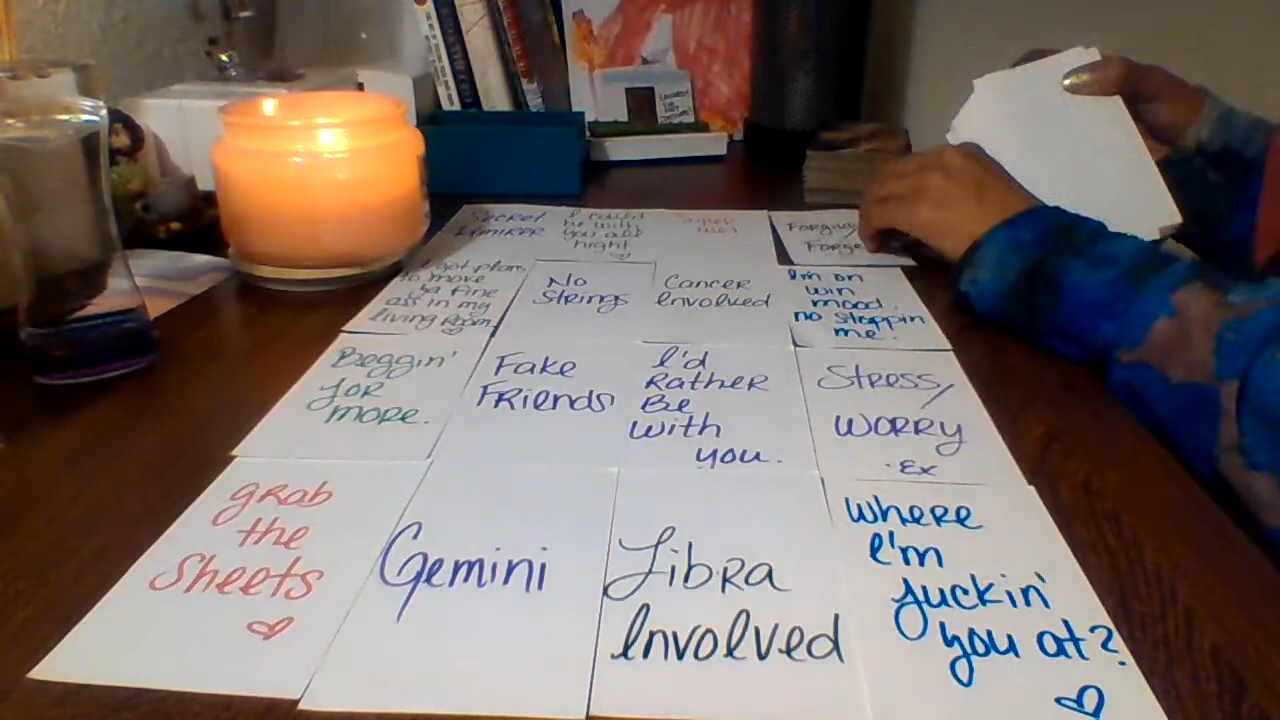 Secret
Admirer
I could
be with
you all
night
Forgive
Forge
got plans
to move
ya fine
ass in my
living room.
No
Strings
Cancer
Involved
I'm on
win
mood.
no stoppin
me.
Beggin'
for
more.
Fake
Friends
I'd
Rather
Be
with
you.
Stress/
Worry
·Ex
Grab
the
Sheets
Gemini
Libra
Involved
Where
I'm
fuckin'
you at?